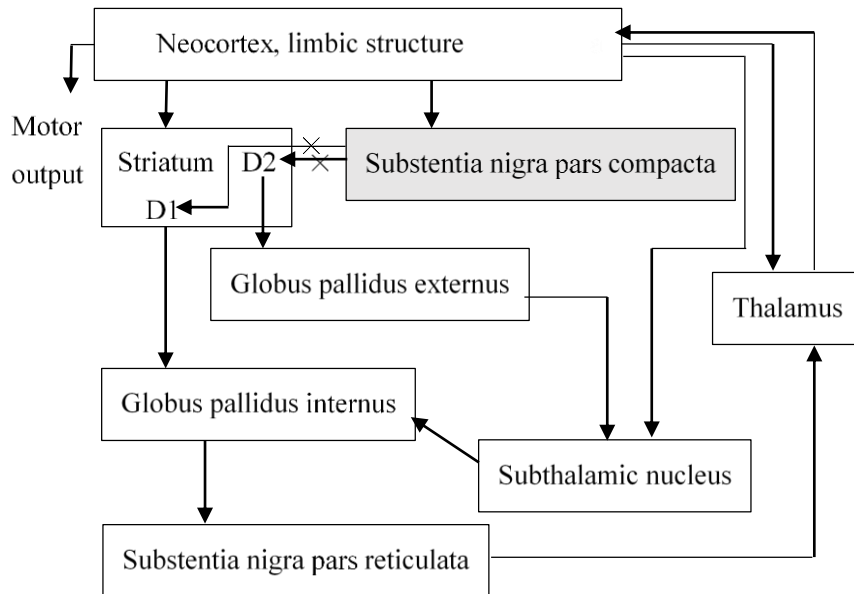 Neocortex, limbic structure
Motor
output
Striatum
D2
D1
Substentia nigra pars compacta
Globus pallidus externus
Thalamus
Globus pallidus internus
Subthalamic nucleus
Substentia nigra pars reticulata